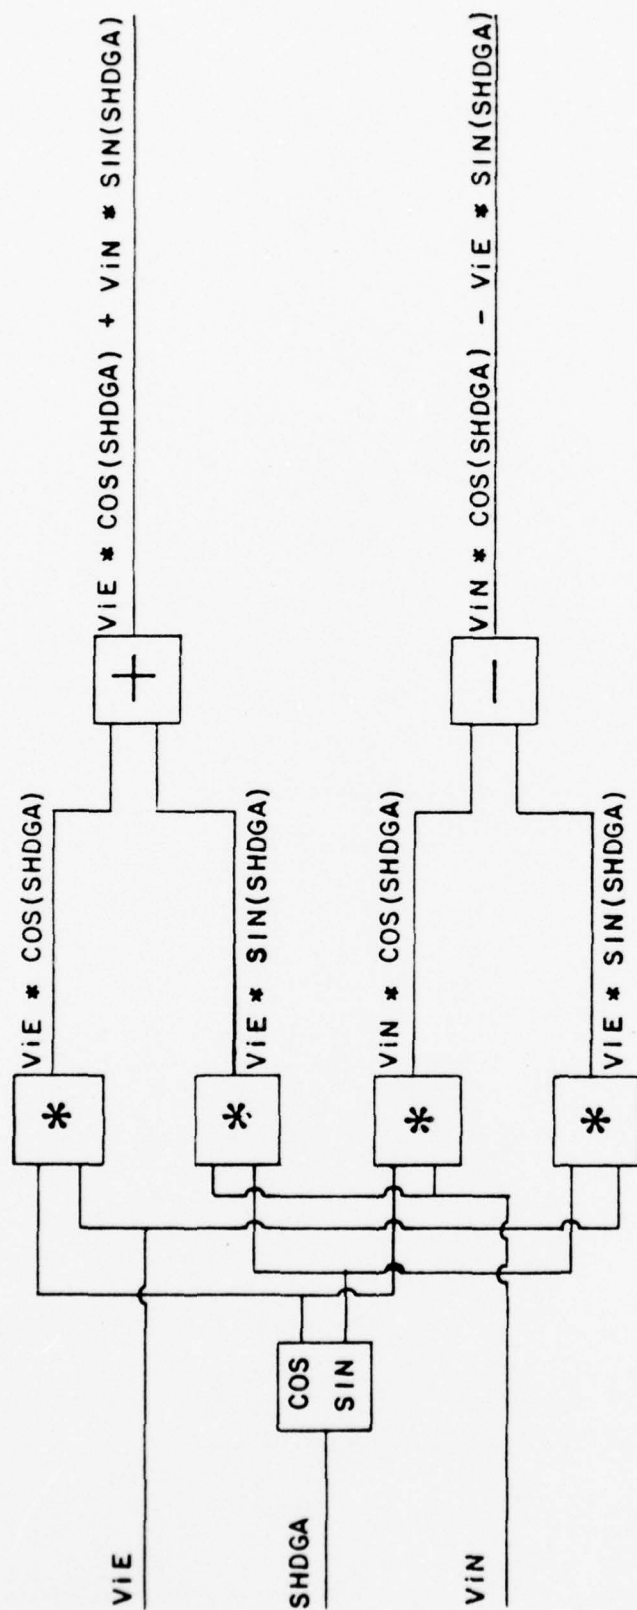 ViE
SHDGA
ViN
COS
SIN
*
*
*
*
ViE * COS(SHDGA)
ViE * SIN(SHDGA)
ViN * COS(SHDGA)
ViE * SIN(SHDGA)
+
−
ViE * COS(SHDGA) + ViN * SIN(SHDGA)
ViN * COS(SHDGA) − ViE * SIN(SHDGA)